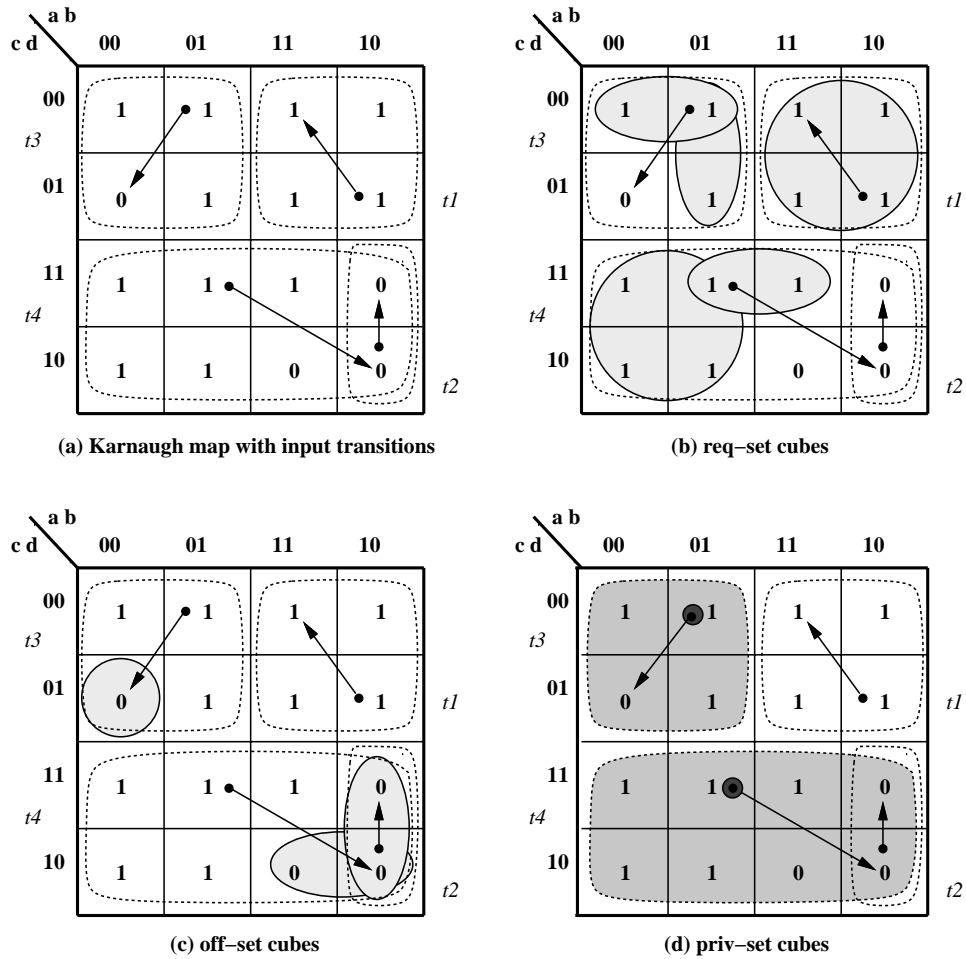 a b
c d 00 01 11 10
00 1 1 1 1
t3
01 0 1 1 1 t1
11 1 1 1 0
t4
10 1 1 0 0 t2
(a) Karnaugh map with input transitions
a b
c d 00 01 11 10
00 1 1 1 1
t3
01 0 1 1 1 t1
11 1 1 1 0
t4
10 1 1 0 0 t2
(b) req−set cubes
a b
c d 00 01 11 10
00 1 1 1 1
t3
01 0 1 1 1 t1
11 1 1 1 0
t4
10 1 1 0 0 t2
(c) off−set cubes
a b
c d 00 01 11 10
00 1 1 1 1
t3
01 0 1 1 1 t1
11 1 1 1 0
t4
10 1 1 0 0 t2
(d) priv−set cubes